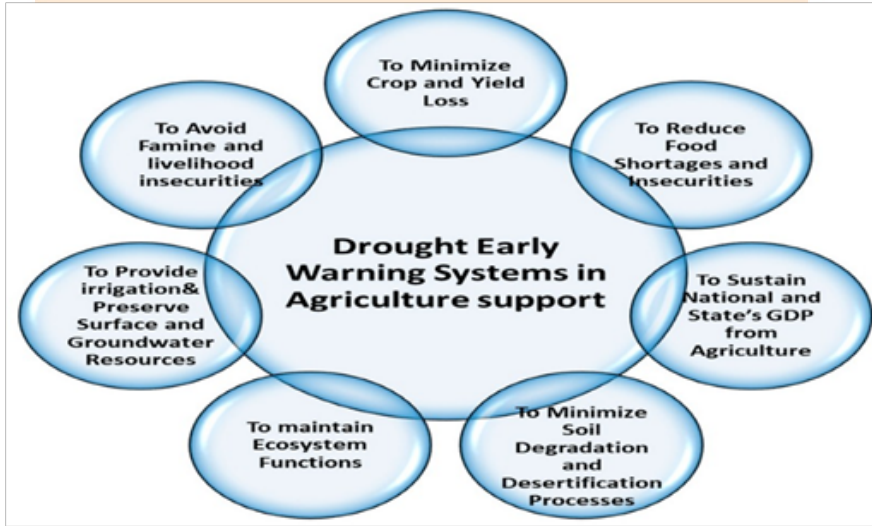 To Minimize
Crop and Yield
Loss
To Reduce
Food
Shortages and
Insecurities
To Sustain
National and
State's GDP
from
Agriculture
To Minimize
Soil
Degradation
and
Desertification
Processes
To maintain
Ecosystem
Functions
To Provide
irrigation&
Preserve
Surface and
Groundwater
Resources
To Avoid
Famine and
livelihood
insecurities
Drought Early
Warning Systems in
Agriculture support